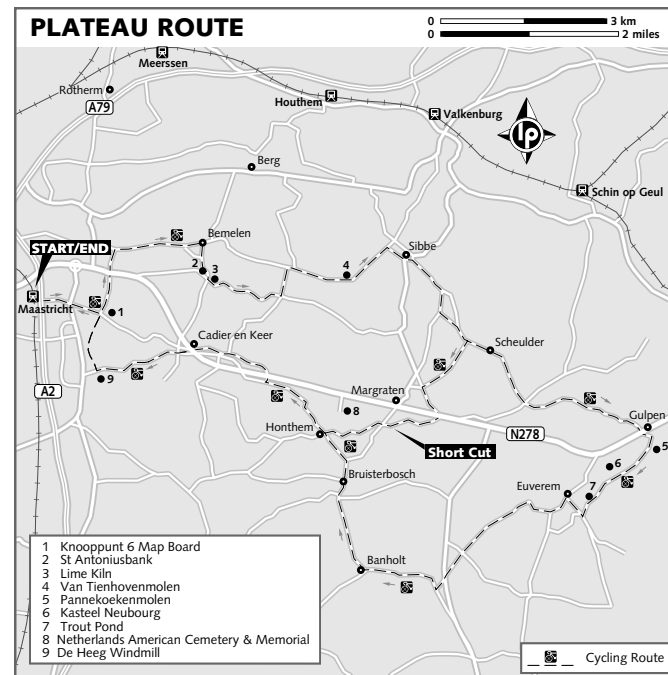 PLATEAU ROUTE
0 3 km
0 2 miles
Meerssen
Rotherm
A79
Houthem
Valkenburg
lp
Berg
Schin op Geul
START/END
Bemelen
2
3
4
Sibbe
Maastricht
1
Cadier en Keer
Scheulder
9
A2
Margraten
8
Gulpen
N278
Honthem
Short Cut
5
6
Bruisterbosch
Euverem
7
Banholt
1 Knooppunt 6 Map Board
2 St Antoniusbank
3 Lime Kiln
4 Van Tienhovenmolen
5 Pannekoekenmolen
6 Kasteel Neubourg
7 Trout Pond
8 Netherlands American Cemetery & Memorial
9 De Heeg Windmill
Cycling Route